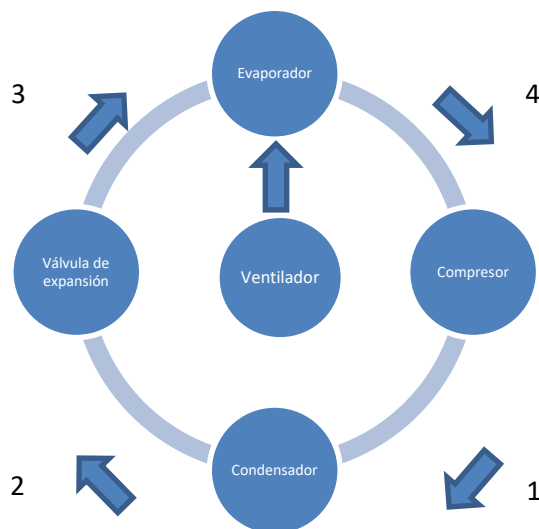 Evaporador
3
4
Válvula de
expansión
Ventilador
Compresor
Condensador
2
1